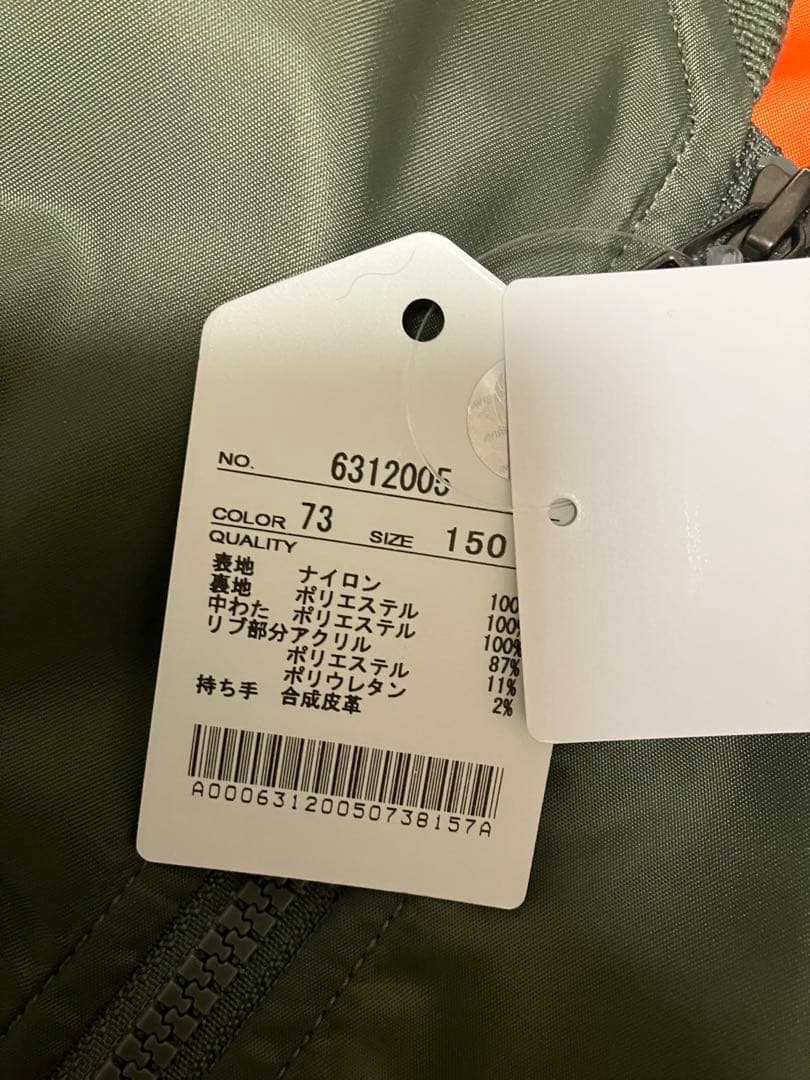 NO. 6312005
COLOR 73 SIZE 150
QUALITY
表地 ナイロン 100
裏地 ポリエステル 100%
中わた ポリエステル 100%
リブ部分アクリル 87%
ポリエステル 11%
ポリウレタン 2%
持ち手 合成皮革
A00063120050738157A